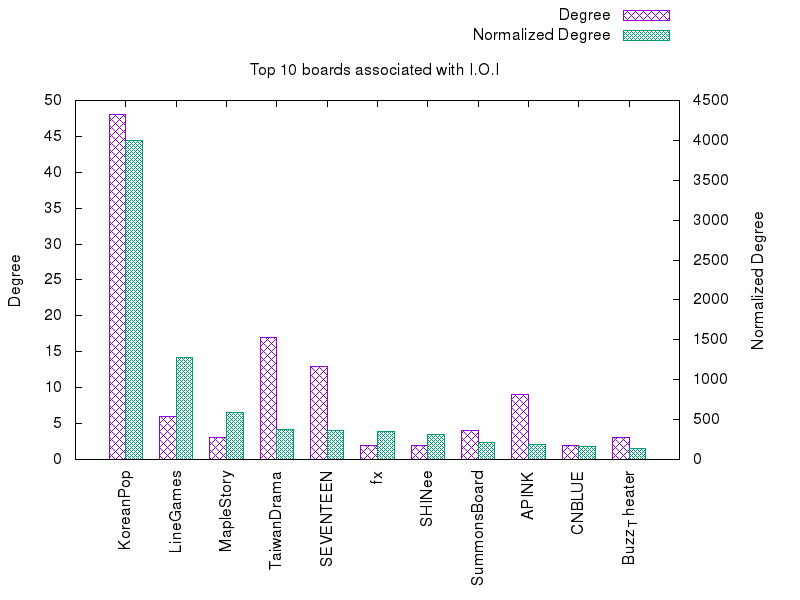 Degree
Normalized Degree
Top 10 boards associated with I.O.I
50
45
40
35
30
25
20
15
10
5
0
4500
4000
3500
3000
2500
2000
1500
1000
500
0
Degree
Normalized Degree
KoreanPop
LineGames
MapleStory
TaiwanDrama
SEVENTEEN
fx
SHINee
SummonsBoard
APINK
CNBLUE
BuzzTheater